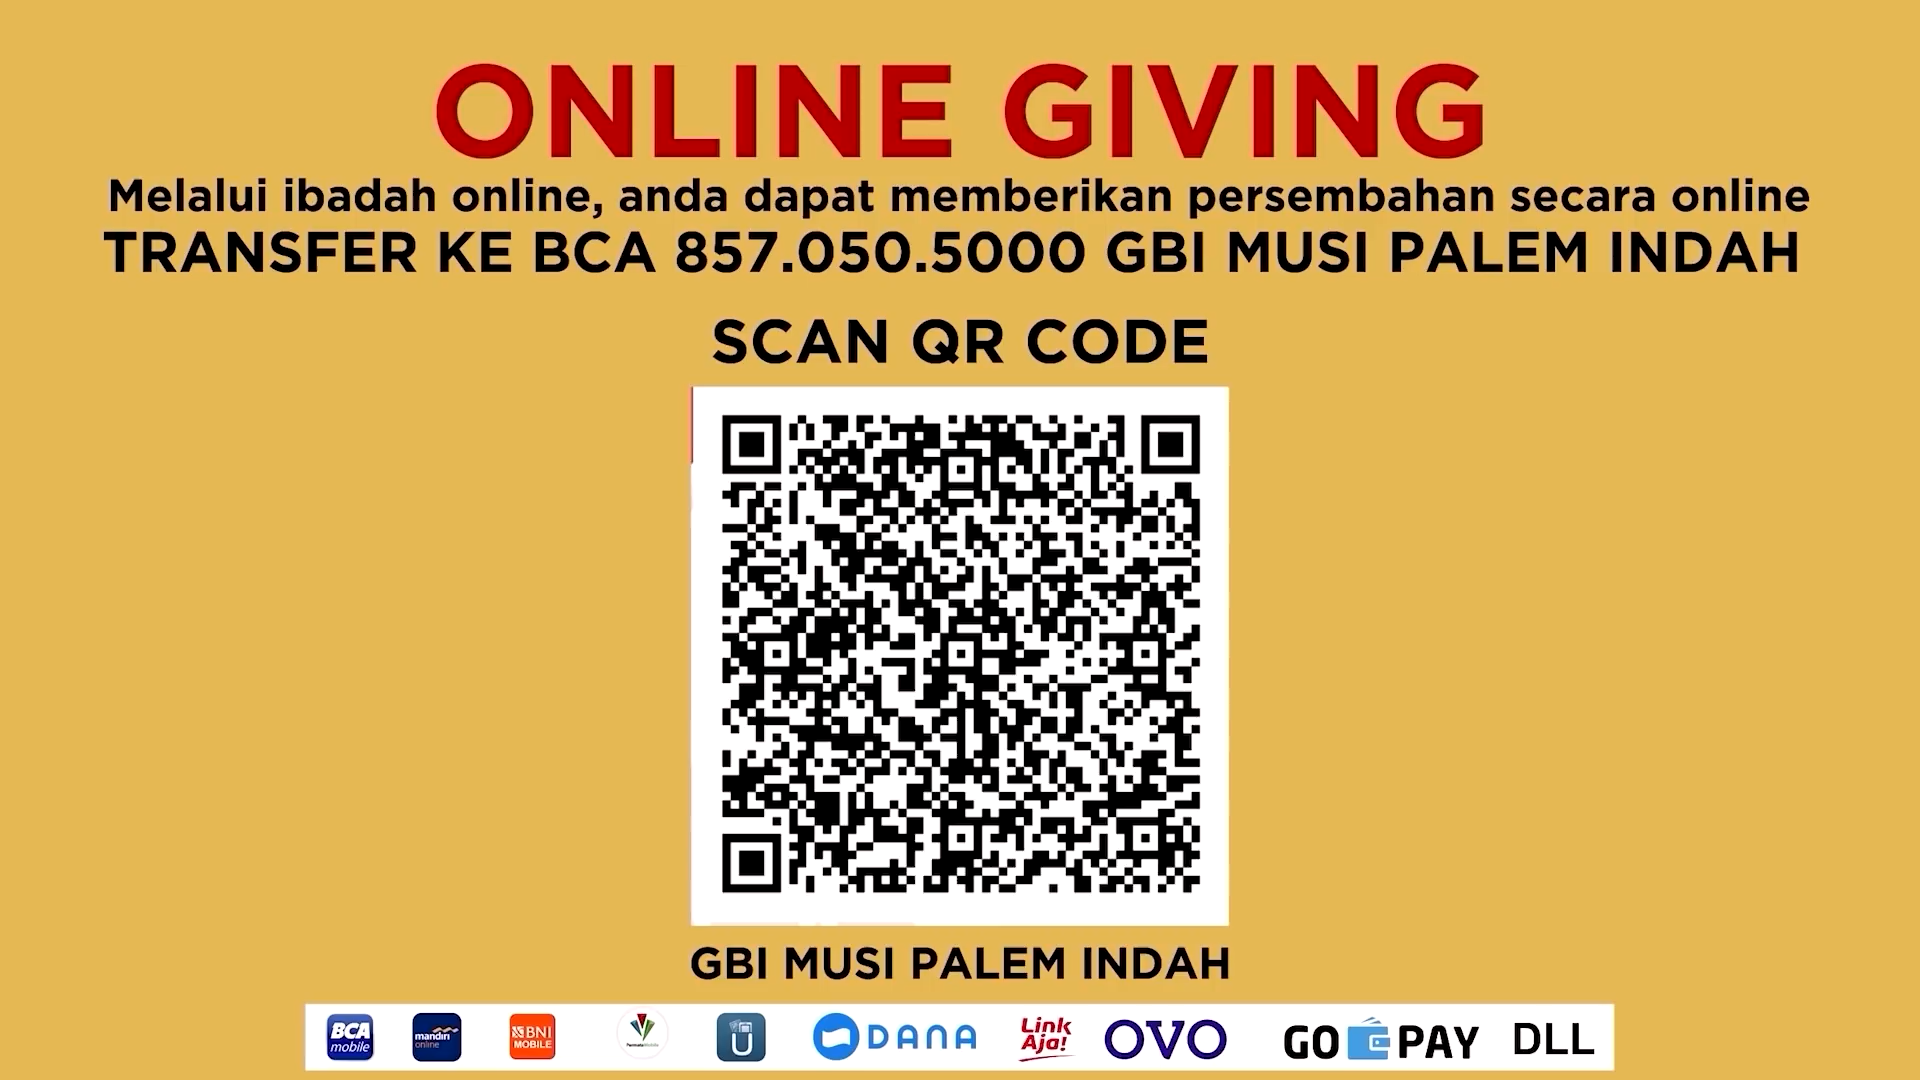 ONLINE GIVING
Melalui ibadah online, anda dapat memberikan persembahan secara online
TRANSFER KE BCA 857.050.5000 GBI MUSI PALEM INDAH
SCAN QR CODE
GBI MUSI PALEM INDAH
BCA mobile mandiri online BNI MOBILE PermataMobile U DANA Link Aja! OVO GO PAY DLL